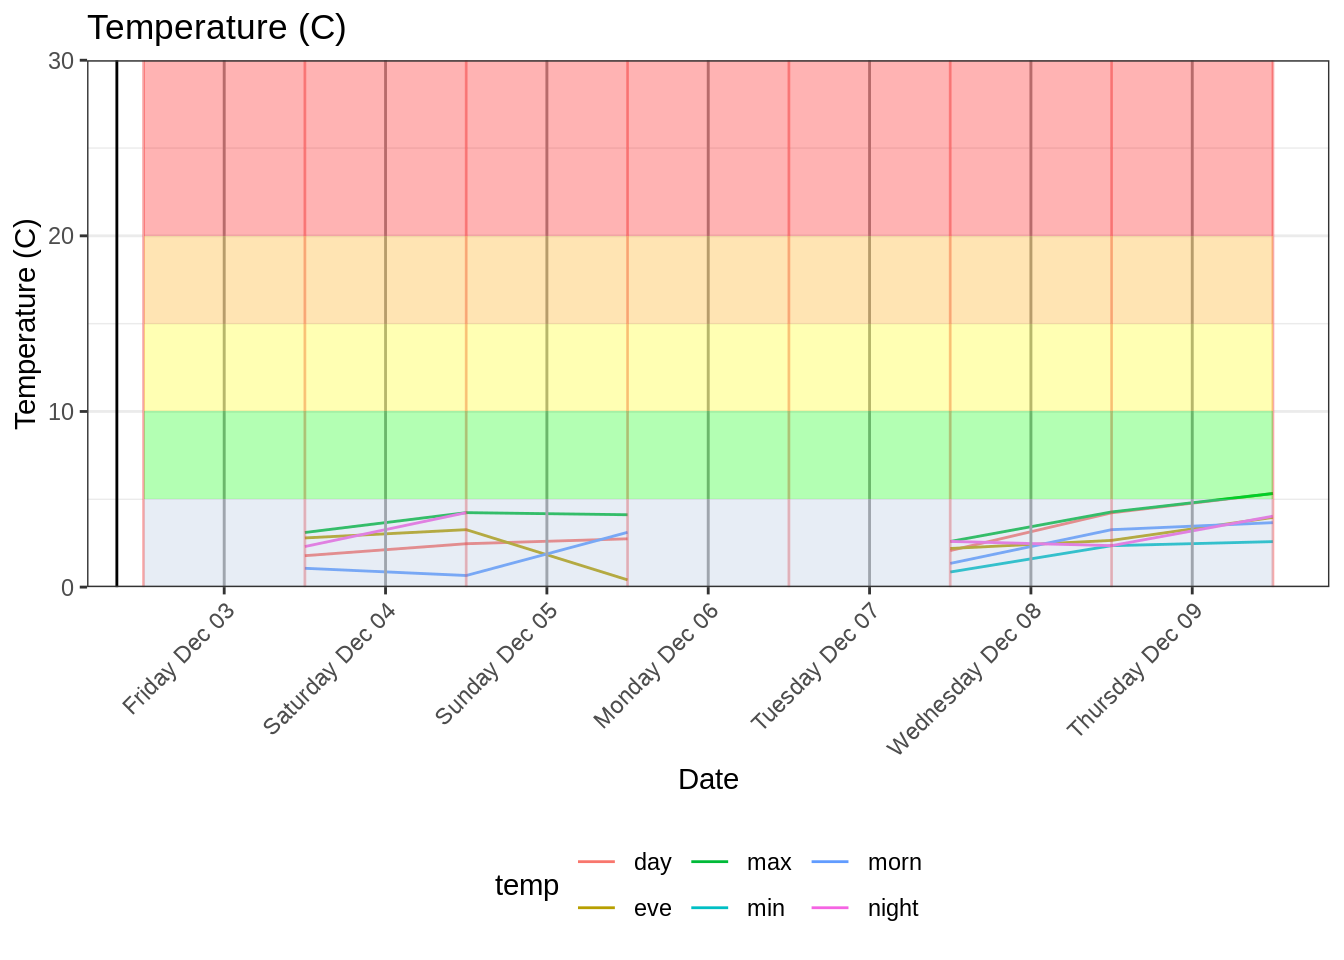 Temperature (C)
30
20
10
0
Temperature (C)
Friday Dec 03
Saturday Dec 04
Sunday Dec 05
Monday Dec 06
Tuesday Dec 07
Wednesday Dec 08
Thursday Dec 09
Date
temp
day max morn
eve min night